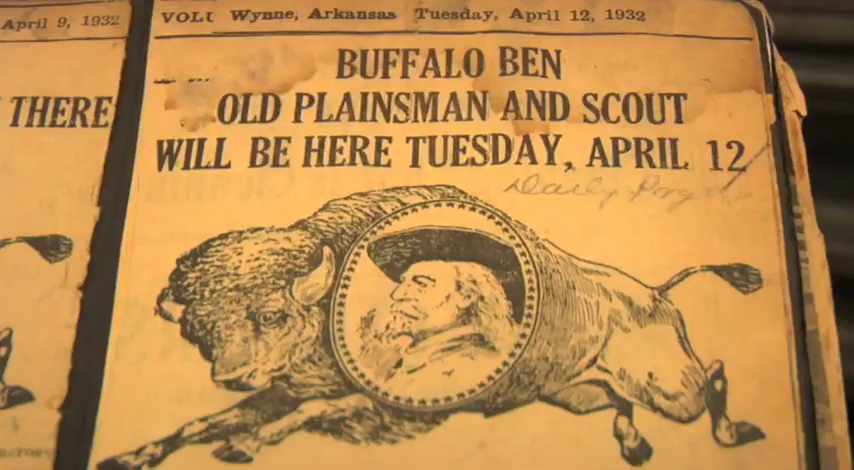 April 9, 1932
THERE
VOLU Wynne, Arkansas Tuesday, April 12, 1932
BUFFALO BEN
OLD PLAINSMAN AND SCOUT
WILL BE HERE TUESDAY, APRIL 12
Daily